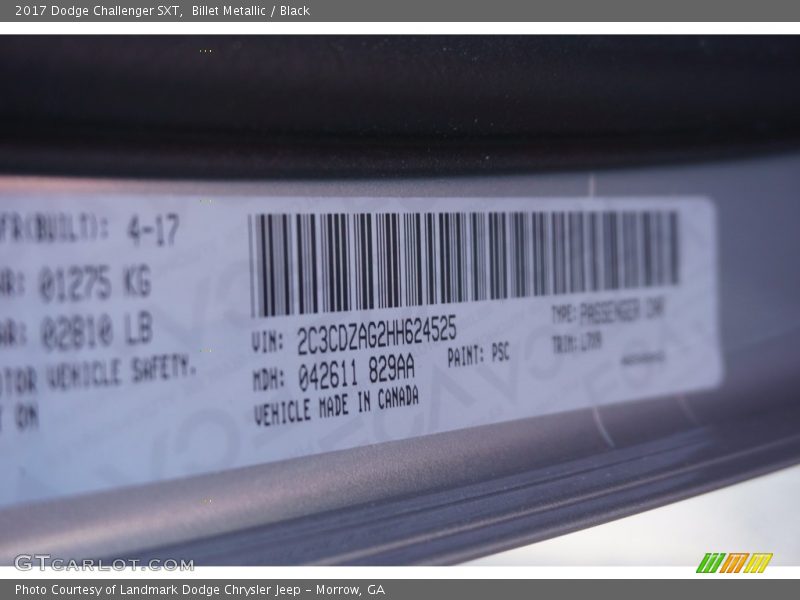 2017 Dodge Challenger SXT,  Billet Metallic / Black
FR(BUILT): 4-17
R: 01275 KG
R: 02810 LB
OTOR VEHICLE SAFETY.
ON
VIN: 2C3CDZAG2HH624525
MDH: 042611 829AA
PAINT: PSC
VEHICLE MADE IN CANADA
TYPE: PASSENGER CAR
TRIM:
GTcarlot.com
Photo Courtesy of Landmark Dodge Chrysler Jeep – Morrow, GA